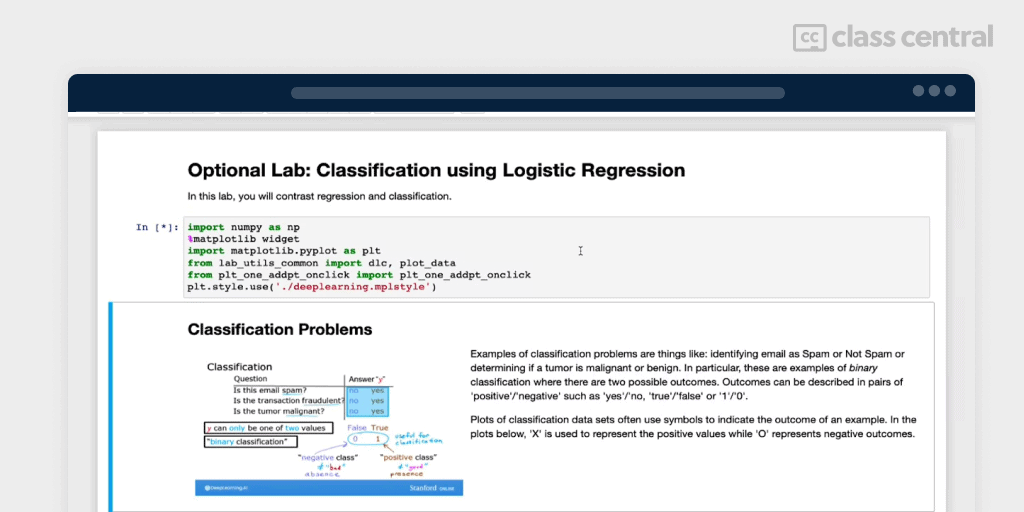 cc class central
Optional Lab: Classification using Logistic Regression
In this lab, you will contrast regression and classification.
In [*]:
import numpy as np
%matplotlib widget
import matplotlib.pyplot as plt
from lab_utils_common import dlc, plot_data
from plt_one_addpt_onclick import plt_one_addpt_onclick
plt.style.use('./deeplearning.mplstyle')
Classification Problems
Classification
Question Answer "y"
Is this email spam? no yes
Is the transaction fraudulent? no yes
Is the tumor malignant? no yes
y can only be one of two values
"binary classification"
False True
0 1
useful for
classification
"negative class" "positive class"
≠ "bad" ≠ "good"
absence presence
DeepLearning.AI Stanford ONLINE
Examples of classification problems are things like: identifying email as Spam or Not Spam or
determining if a tumor is malignant or benign. In particular, these are examples of binary
classification where there are two possible outcomes. Outcomes can be described in pairs of
'positive'/'negative' such as 'yes'/'no, 'true'/'false' or '1'/'0'.
Plots of classification data sets often use symbols to indicate the outcome of an example. In the
plots below, 'X' is used to represent the positive values while 'O' represents negative outcomes.